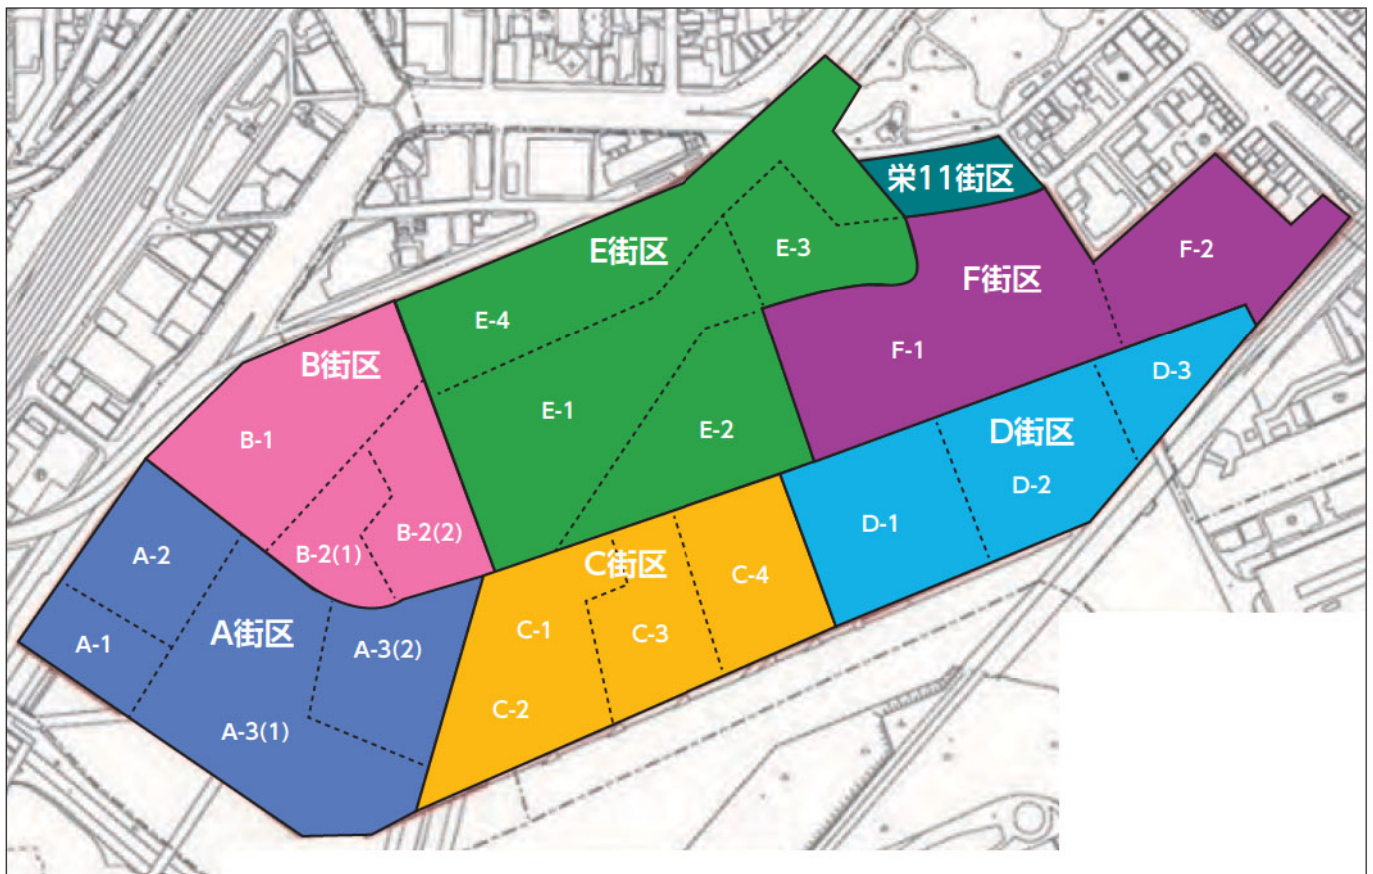 栄11街区
E街区
E-3
F-2
F街区
E-4
F-1
B街区
D-3
E-1
E-2
D街区
B-1
D-2
D-1
B-2(2)
B-2(1)
A-2
C街区
C-4
C-1
C-3
A街区
A-1
A-3(2)
C-2
A-3(1)